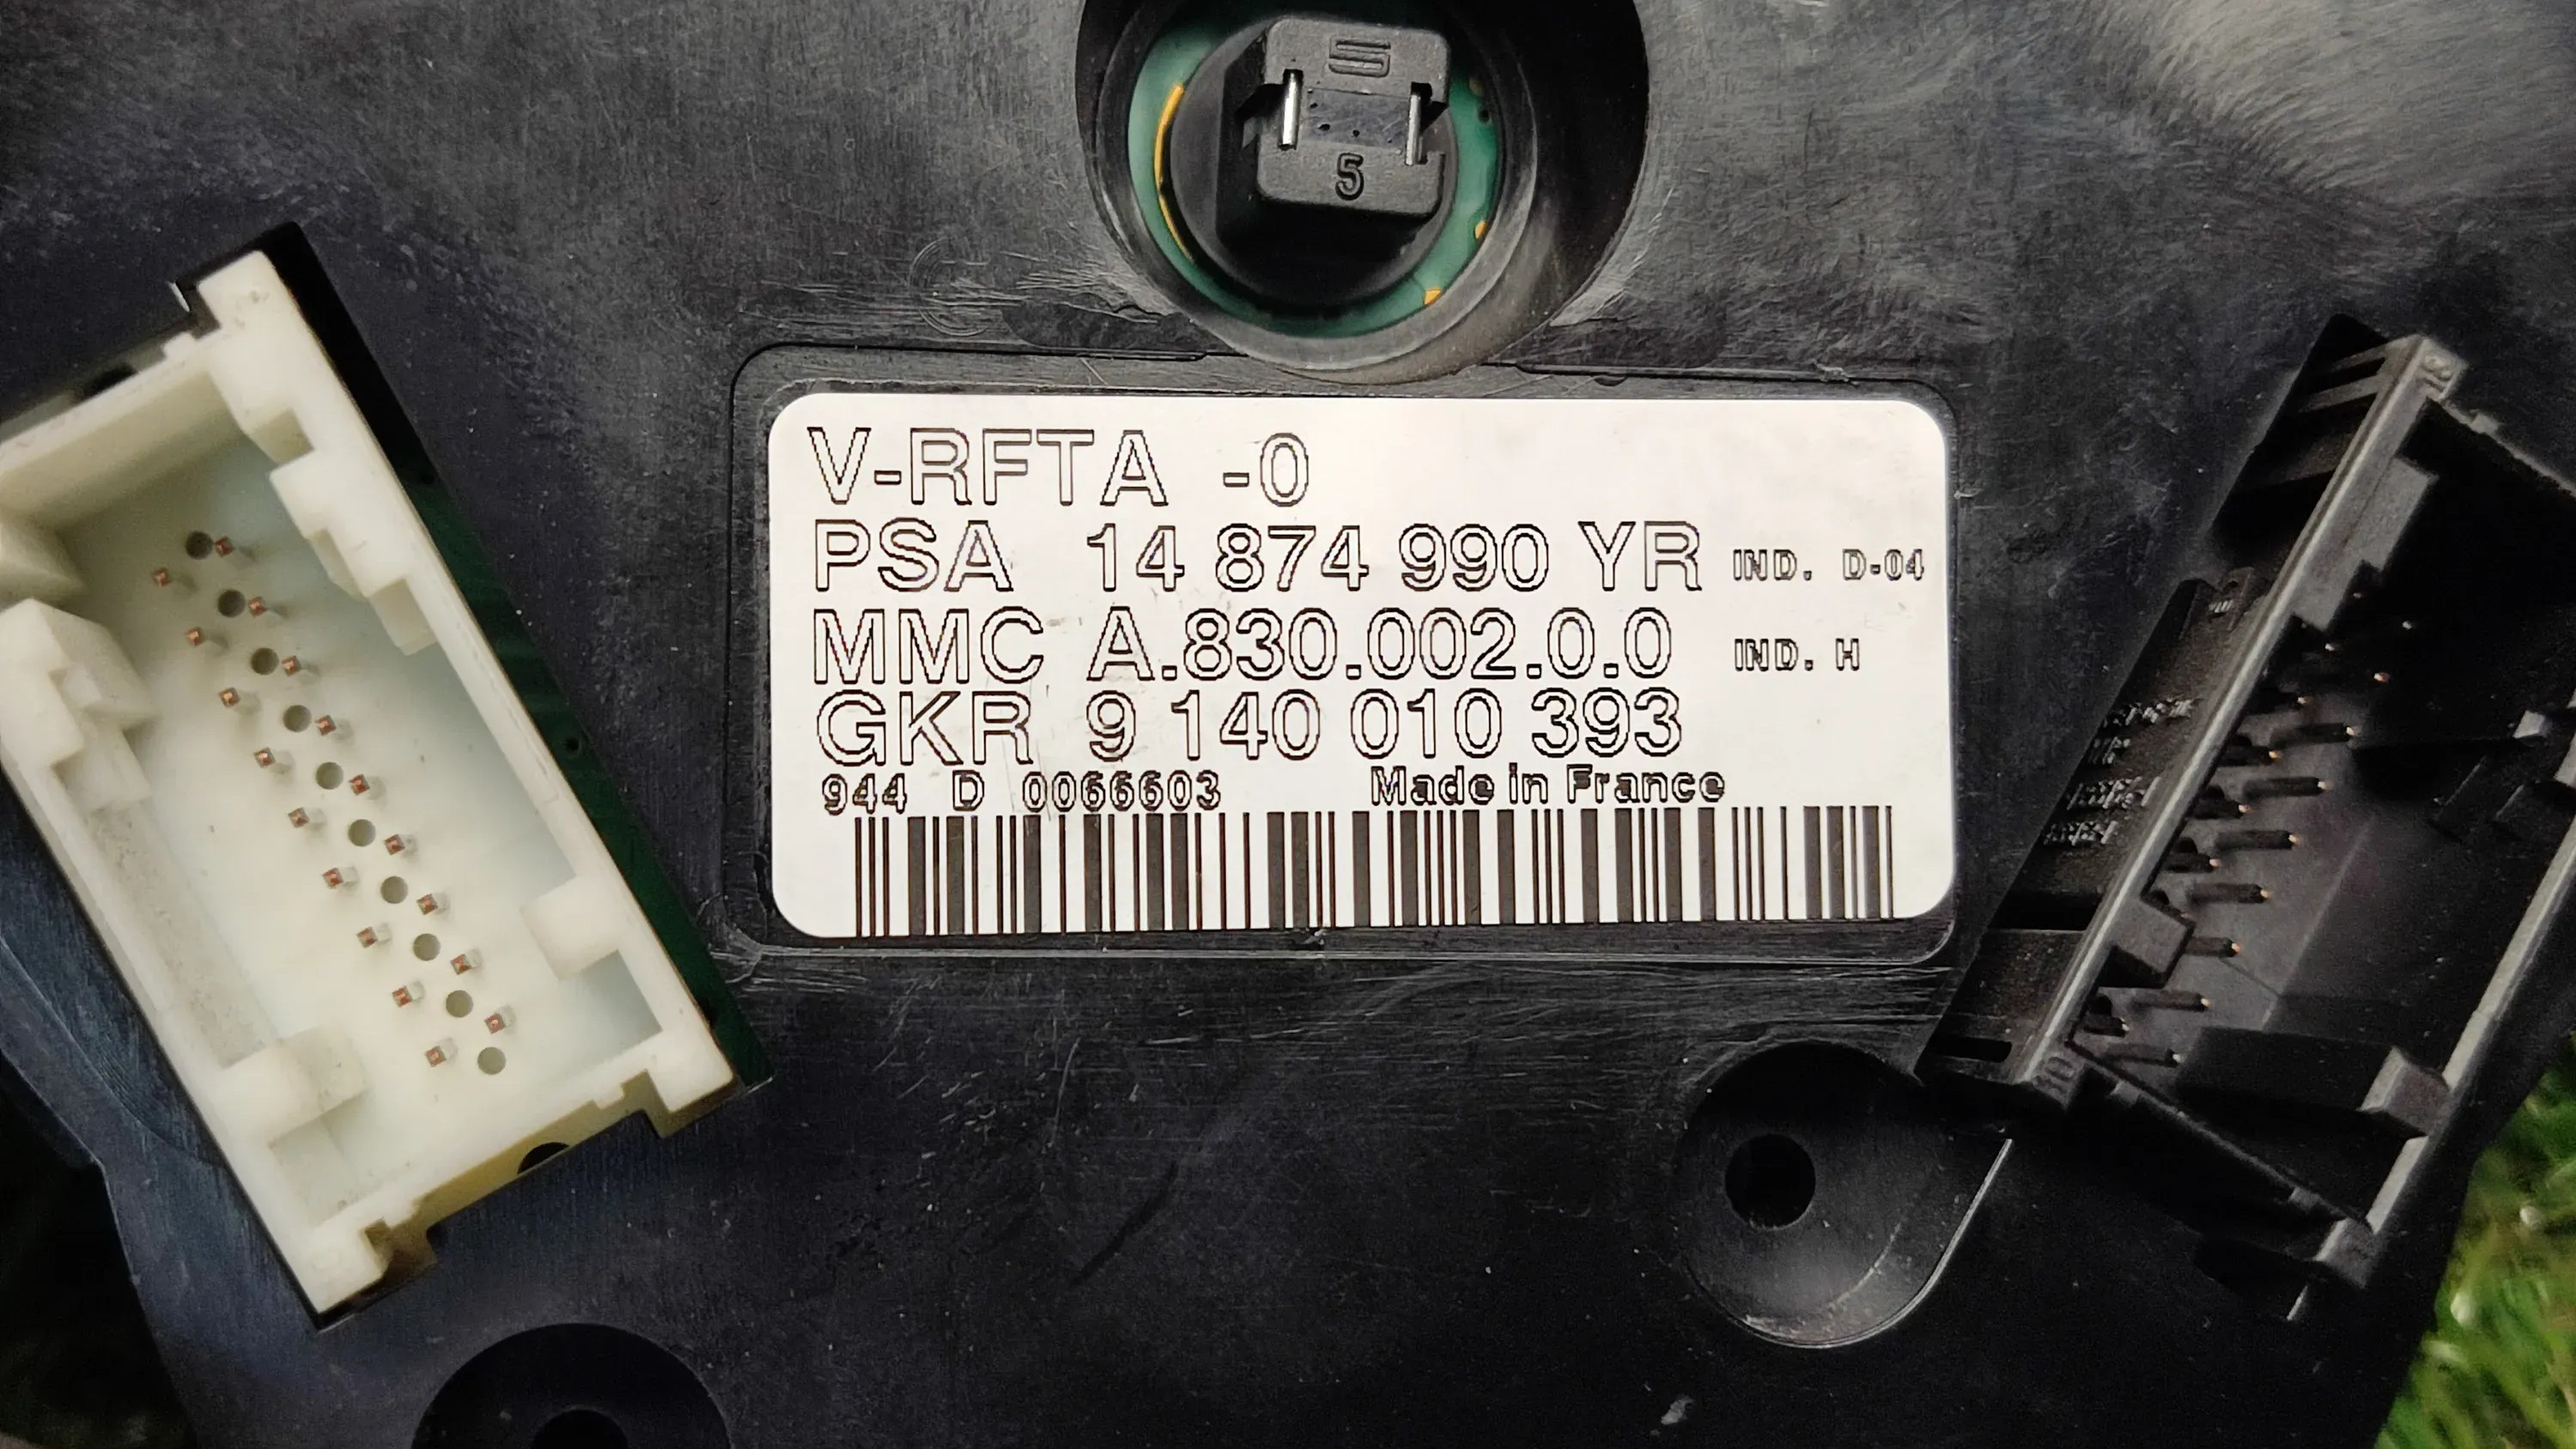 5
5
V-RFTA -0
PSA 14 874 990 YR IND. D-04
MMC A.830.002.0.0 IND. H
GKR 9 140 010 393
944 D 0066603 Made in France
10